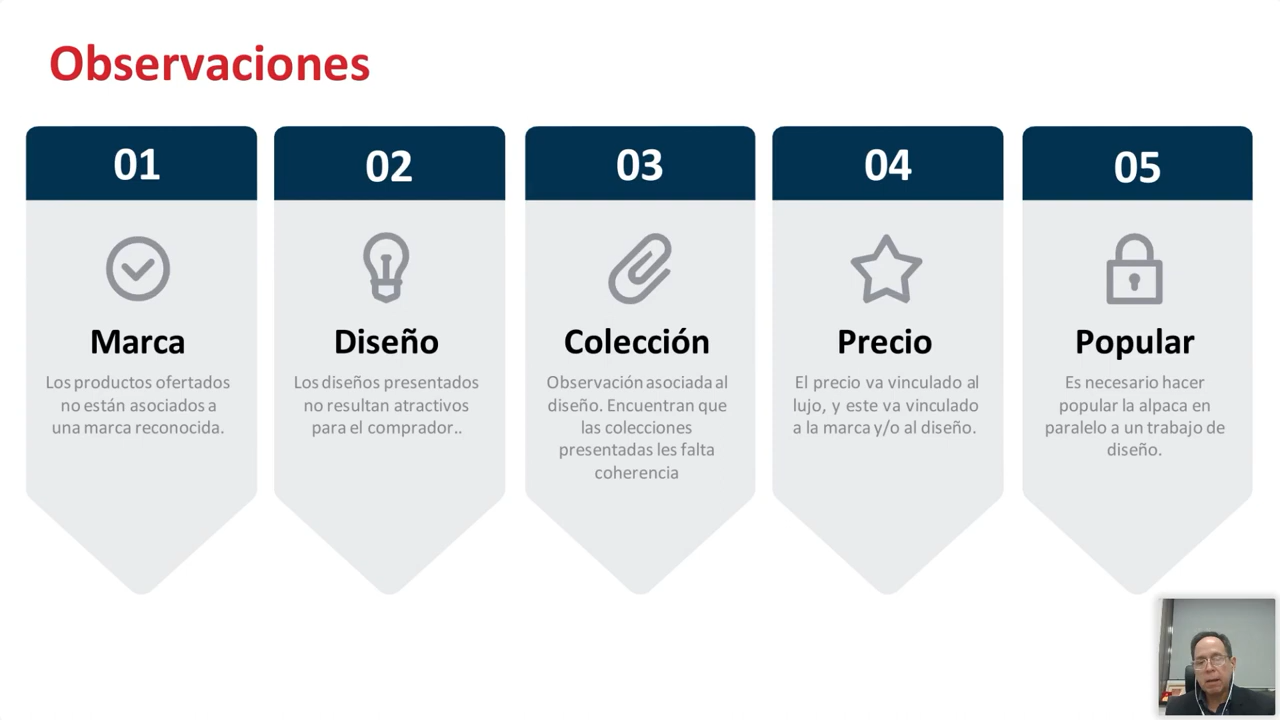 Observaciones
01
Marca
Los productos ofertados
no están asociados a
una marca reconocida.
02
Diseño
Los diseños presentados
no resultan atractivos
para el comprador..
03
Colección
Observación asociada al
diseño. Encuentran que
las colecciones
presentadas les falta
coherencia
04
Precio
El precio va vinculado al
lujo, y este va vinculado
a la marca y/o al diseño.
05
Popular
Es necesario hacer
popular la alpaca en
paralelo a un trabajo de
diseño.